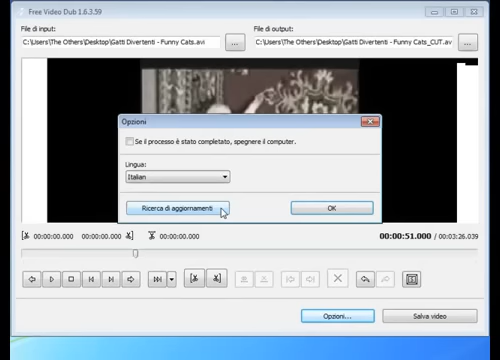 Free Video Dub 1.6.3.59
File di input:
File di output:
C:\Users\The Others\Desktop\Gatti Divertenti - Funny Cats.avi
...
C:\Users\The Others\Desktop\Gatti Divertenti - Funny Cats_CUT.avi
...
Opzioni
Se il processo è stato completato, spegnere il computer.
Lingua:
Italian
Ricerca di aggiornamenti
OK
00:00:00.000
00:00:00.000
00:00:00.000
00:00:51.000 / 00:03:26.039
Opzioni...
Salva video